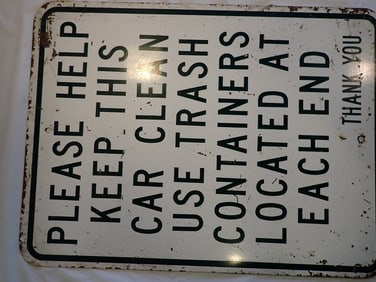 PLEASE HELP
KEEP THIS
CAR CLEAN
USE TRASH
CONTAINERS
LOCATED AT
EACH END
THANK YOU